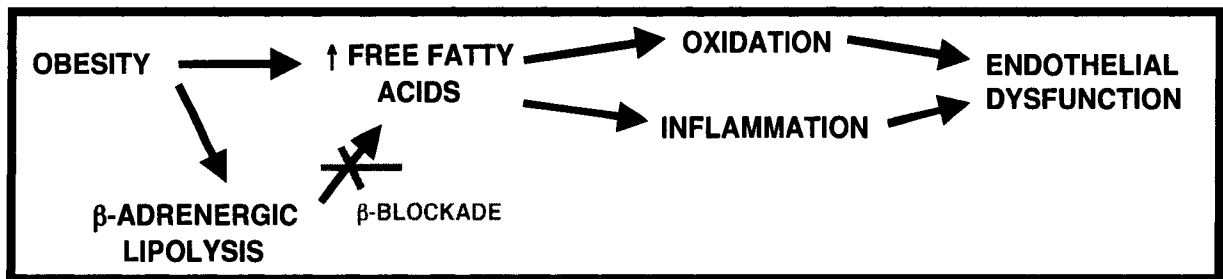 OBESITY
↑ FREE FATTY
ACIDS
OXIDATION
INFLAMMATION
ENDOTHELIAL
DYSFUNCTION
β-ADRENERGIC
LIPOLYSIS
β-BLOCKADE